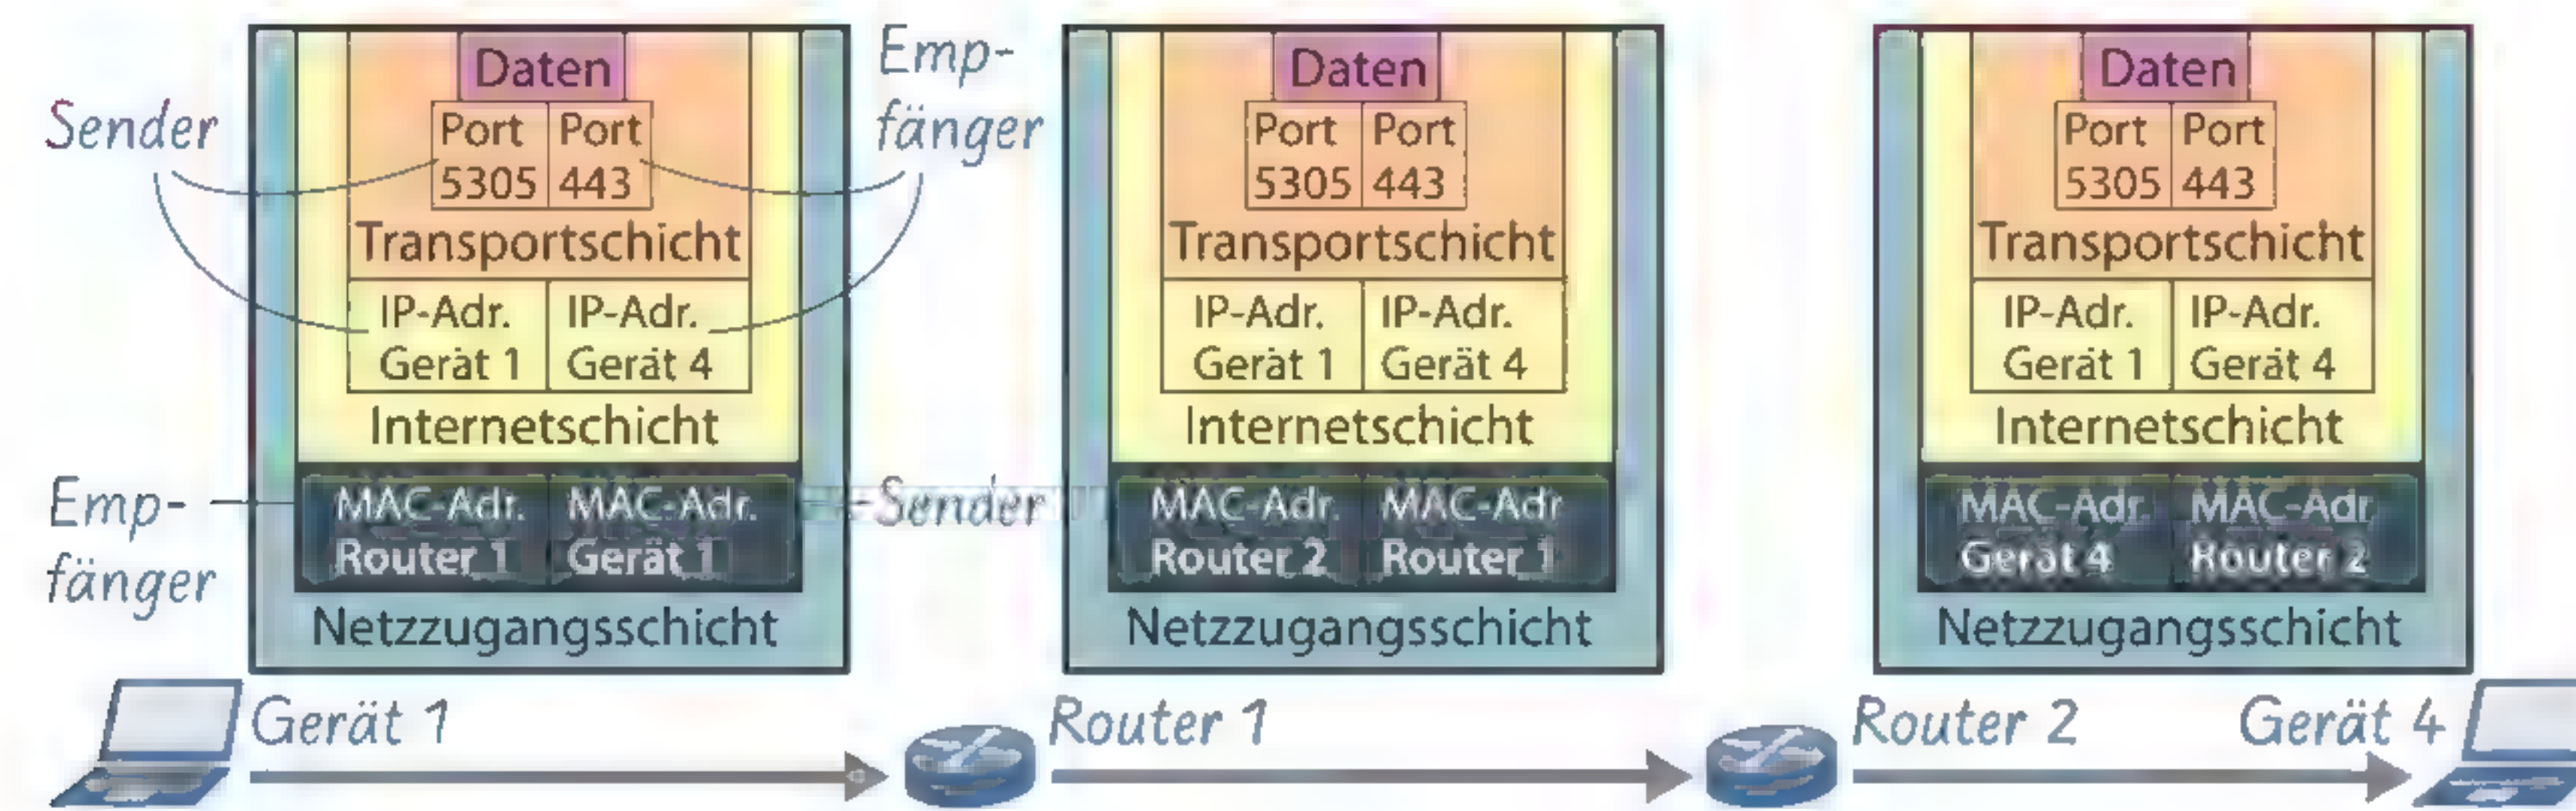 Sender
Emp-
fänger
Daten
Port Port
5305 443
Transportschicht
IP-Adr. IP-Adr.
Gerät 1 Gerät 4
Internetschicht
Emp-
fänger
MAC-Adr. MAC-Adr.
Router 1 Gerät 1
Sender
Netzzugangsschicht
Daten
Port Port
5305 443
Transportschicht
IP-Adr. IP-Adr.
Gerät 1 Gerät 4
Internetschicht
MAC-Adr. MAC-Adr
Router 2 Router 1
Netzzugangsschicht
Daten
Port Port
5305 443
Transportschicht
IP-Adr. IP-Adr.
Gerät 1 Gerät 4
Internetschicht
MAC-Adr. MAC-Adr
Gerät 4 Router 2
Netzzugangsschicht
Gerät 1
Router 1
Router 2
Gerät 4